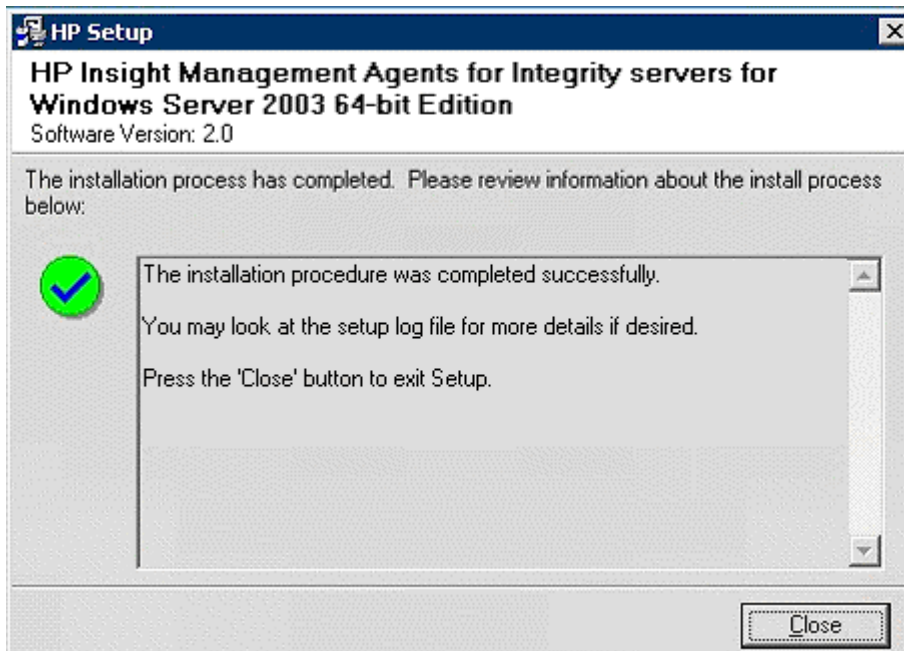 HP Setup
HP Insight Management Agents for Integrity servers for
Windows Server 2003 64-bit Edition
Software Version: 2.0
The installation process has completed.  Please review information about the install process
below:
The installation procedure was completed successfully.
You may look at the setup log file for more details if desired.
Press the 'Close' button to exit Setup.
Close